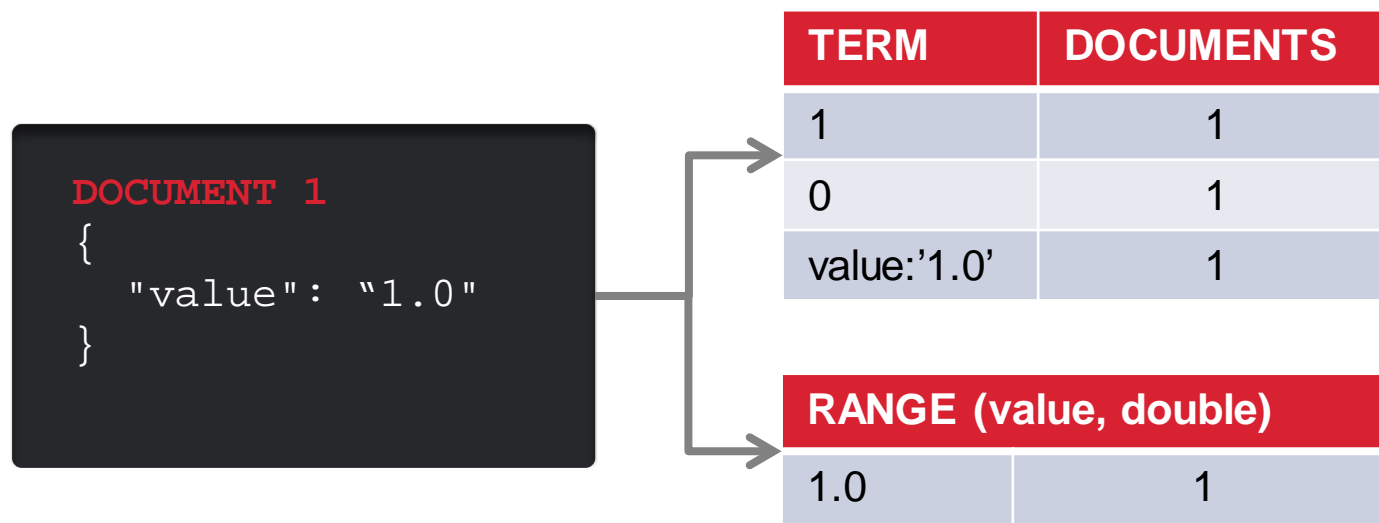 DOCUMENT 1
{
"value": “1.0"
}
TERM DOCUMENTS
1 1
0 1
value:’1.0’ 1
RANGE (value, double)
1.0 1